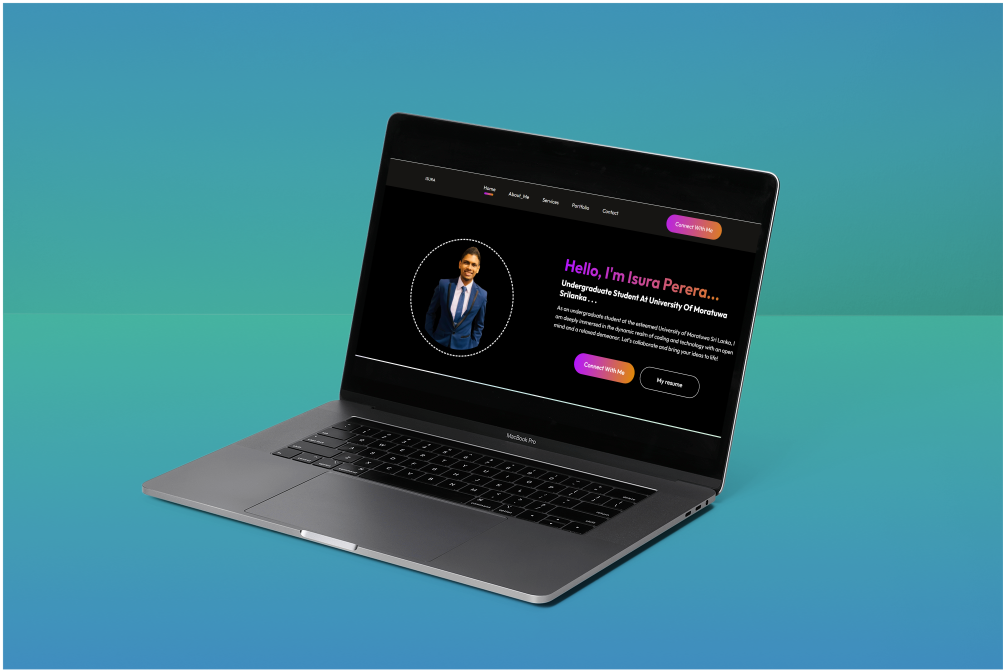 ISURA
Home
About_Me
Services
Portfolio
Contact
Connect With Me
Hello, I'm Isura Perera...
Undergraduate Student At University Of Moratuwa
Srilanka . . .
As an undergraduate student at the esteemed University of Moratuwa Sri Lanka, I
am deeply immersed in the dynamic realm of coding and technology with an open
mind and a relaxed demeanor. Let's collaborate and bring your ideas to life!
Connect With Me
My resume
MacBook Pro